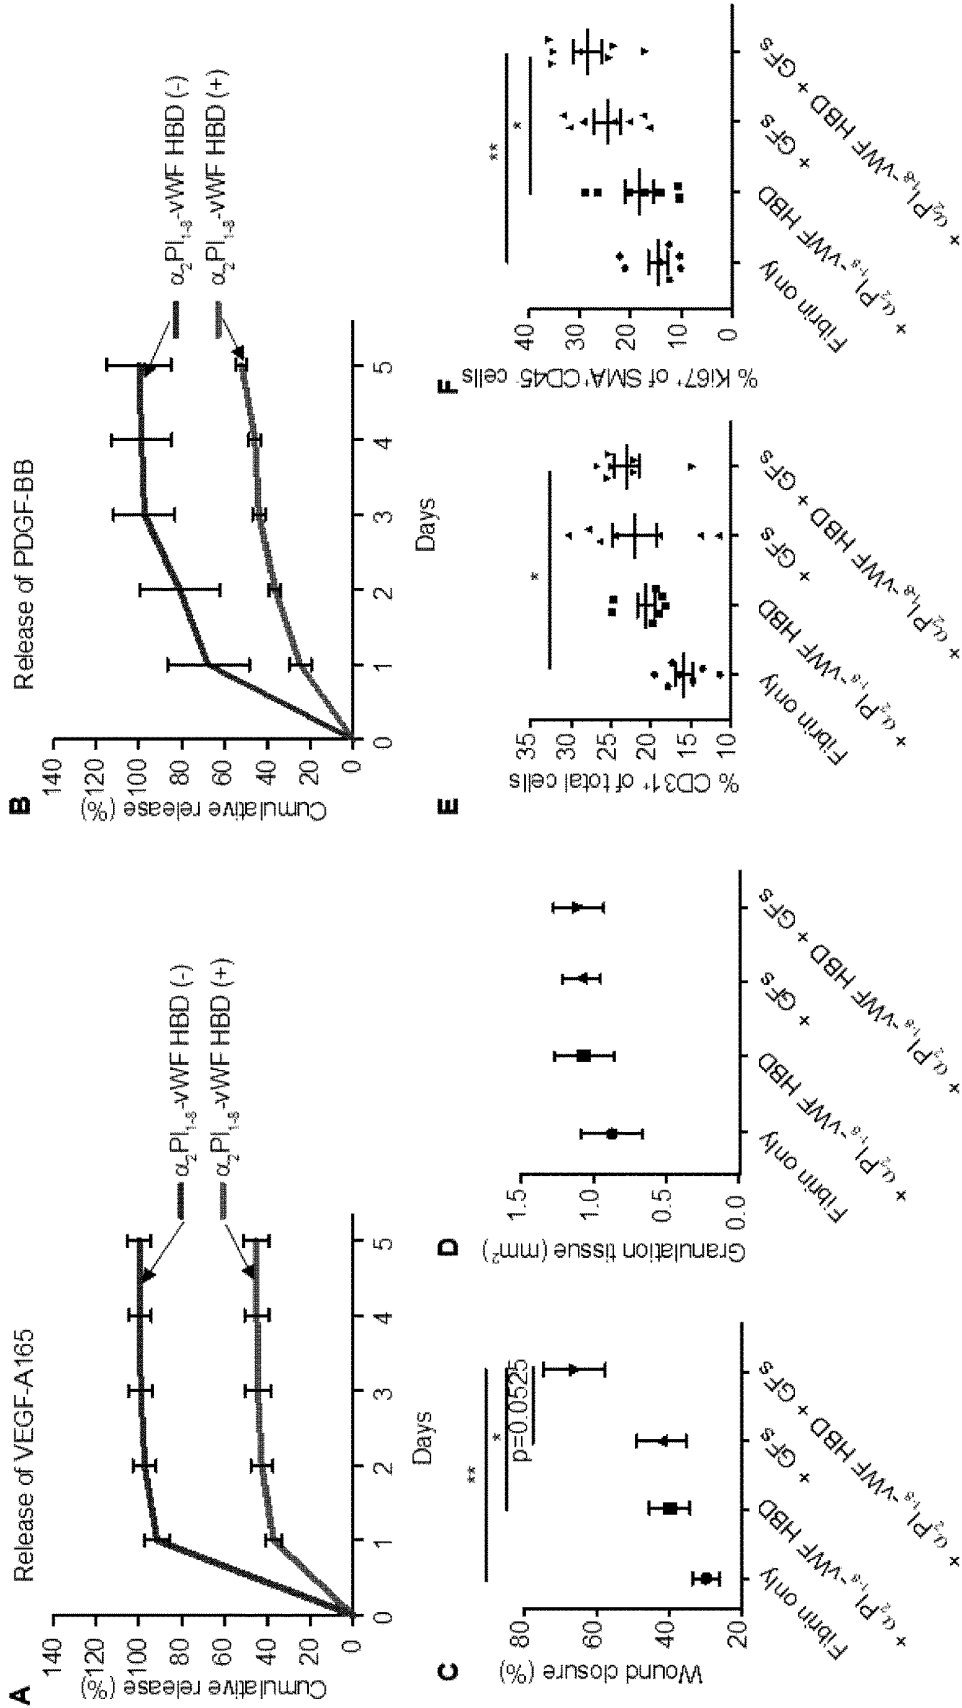 A
Release of VEGF-A165
Cumulative release (%)
140
120
100
80
60
40
20
0
0 1 2 3 4 5
Days
α₂PI₁₋₈-vWF HBD (-)
α₂PI₁₋₈-vWF HBD (+)
B
Release of PDGF-BB
Cumulative release (%)
140
120
100
80
60
40
20
0
0 1 2 3 4 5
Days
α₂PI₁₋₈-vWF HBD (-)
α₂PI₁₋₈-vWF HBD (+)
C
Wound closure (%)
80
60
40
20
**
*
p=0.0525
Fibrin only
+ α₂PI₁₋₈-vWF HBD
+ GFs
+ α₂PI₁₋₈-vWF HBD + GFs
D
Granulation tissue (mm²)
1.5
1.0
0.5
0.0
Fibrin only
+ α₂PI₁₋₈-vWF HBD
+ GFs
+ α₂PI₁₋₈-vWF HBD + GFs
E
% CD31⁺ of total cells
35
30
25
20
15
10
*
Fibrin only
+ α₂PI₁₋₈-vWF HBD
+ GFs
+ α₂PI₁₋₈-vWF HBD + GFs
F
% Ki67⁺ of SMA⁺CD45⁻ cells
40
30
20
10
0
**
*
Fibrin only
+ α₂PI₁₋₈-vWF HBD
+ GFs
+ α₂PI₁₋₈-vWF HBD + GFs